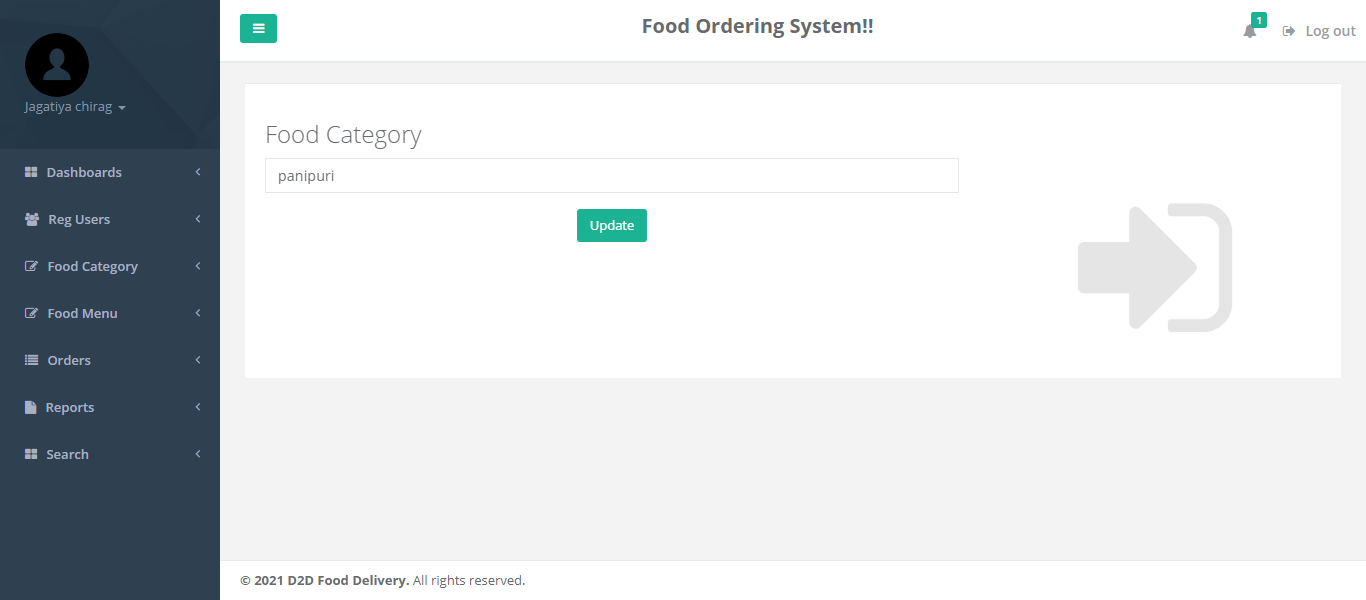 Food Ordering System!!
1
Log out
Jagatiya chirag
Dashboards
Reg Users
Food Category
Food Menu
Orders
Reports
Search
Food Category
panipuri
Update
© 2021 D2D Food Delivery. All rights reserved.